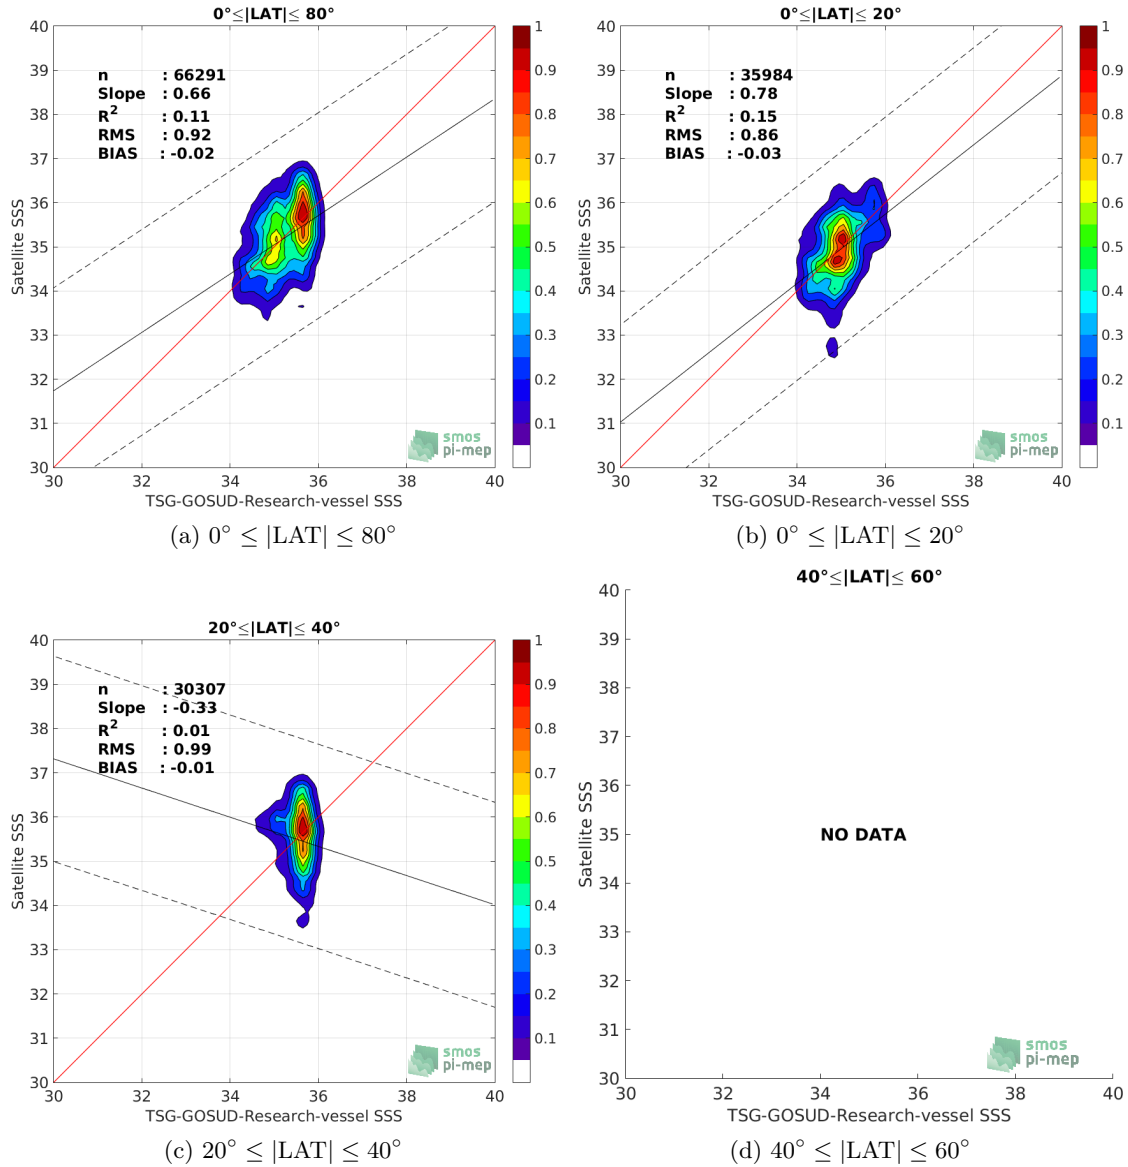 0°≤|LAT|≤ 80°
40
39
38
37
36
35
34
33
32
31
30
30 32 34 36 38 40
Satellite SSS
TSG-GOSUD-Research-vessel SSS
n : 66291
Slope : 0.66
R² : 0.11
RMS : 0.92
BIAS : -0.02
1
0.9
0.8
0.7
0.6
0.5
0.4
0.3
0.2
0.1
smos
pi-mep
(a) 0° ≤ |LAT| ≤ 80°
0°≤|LAT|≤ 20°
40
39
38
37
36
35
34
33
32
31
30
30 32 34 36 38 40
Satellite SSS
TSG-GOSUD-Research-vessel SSS
n : 35984
Slope : 0.78
R² : 0.15
RMS : 0.86
BIAS : -0.03
1
0.9
0.8
0.7
0.6
0.5
0.4
0.3
0.2
0.1
smos
pi-mep
(b) 0° ≤ |LAT| ≤ 20°
20°≤|LAT|≤ 40°
40
39
38
37
36
35
34
33
32
31
30
30 32 34 36 38 40
Satellite SSS
TSG-GOSUD-Research-vessel SSS
n : 30307
Slope : -0.33
R² : 0.01
RMS : 0.99
BIAS : -0.01
1
0.9
0.8
0.7
0.6
0.5
0.4
0.3
0.2
0.1
smos
pi-mep
(c) 20° ≤ |LAT| ≤ 40°
40°≤|LAT|≤ 60°
40
39
38
37
36
35
34
33
32
31
30
30 32 34 36 38 40
Satellite SSS
TSG-GOSUD-Research-vessel SSS
NO DATA
smos
pi-mep
(d) 40° ≤ |LAT| ≤ 60°